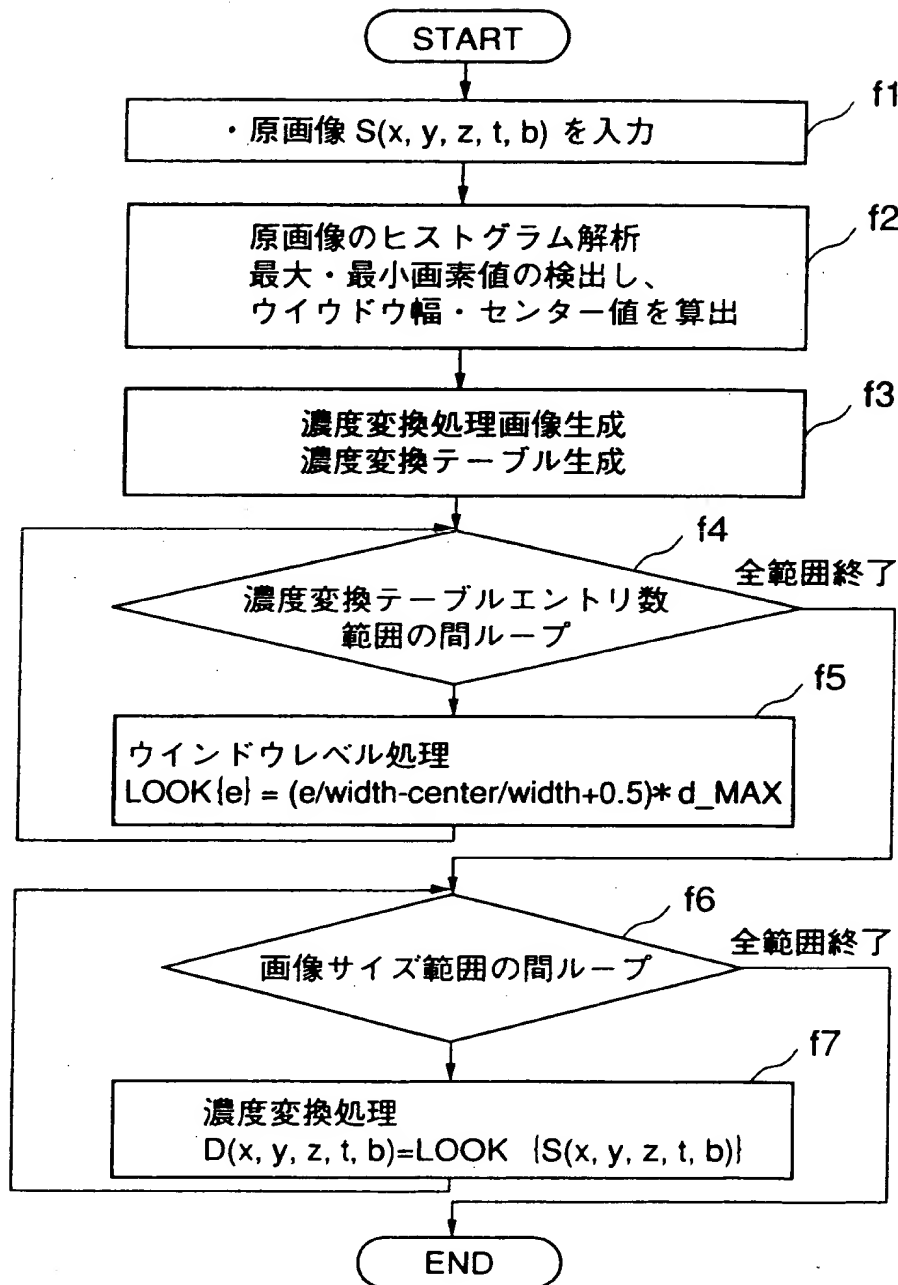 START
f1
・原画像 S(x, y, z, t, b) を入力
f2
原画像のヒストグラム解析
最大・最小画素値の検出し、
ウイウドウ幅・センター値を算出
f3
濃度変換処理画像生成
濃度変換テーブル生成
f4
全範囲終了
濃度変換テーブルエントリ数
範囲の間ループ
f5
ウインドウレベル処理
LOOK{e} = (e/width-center/width+0.5)* d_MAX
f6
全範囲終了
画像サイズ範囲の間ループ
f7
濃度変換処理
D(x, y, z, t, b)=LOOK {S(x, y, z, t, b)}
END